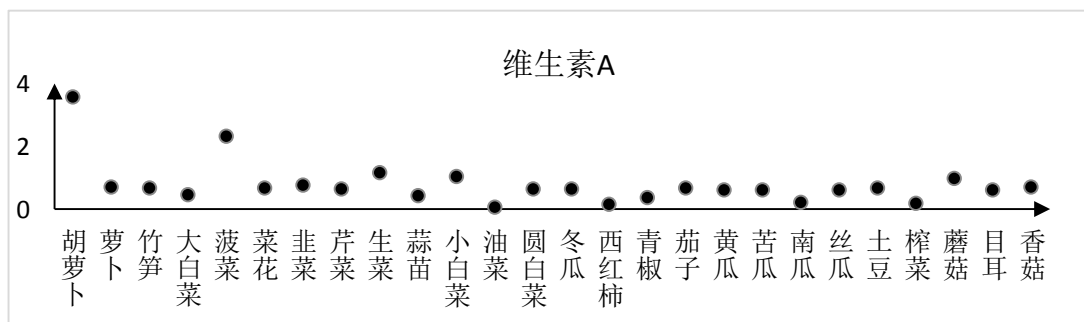 维生素A
4
2
0
胡萝卜
萝卜
竹笋
大白菜
菠菜
菜花
韭菜
芹菜
生菜
蒜苗
小白菜
油菜
圆白菜
冬瓜
西红柿
青椒
茄子
黄瓜
苦瓜
南瓜
丝瓜
土豆
榨菜
蘑菇
目耳
香菇